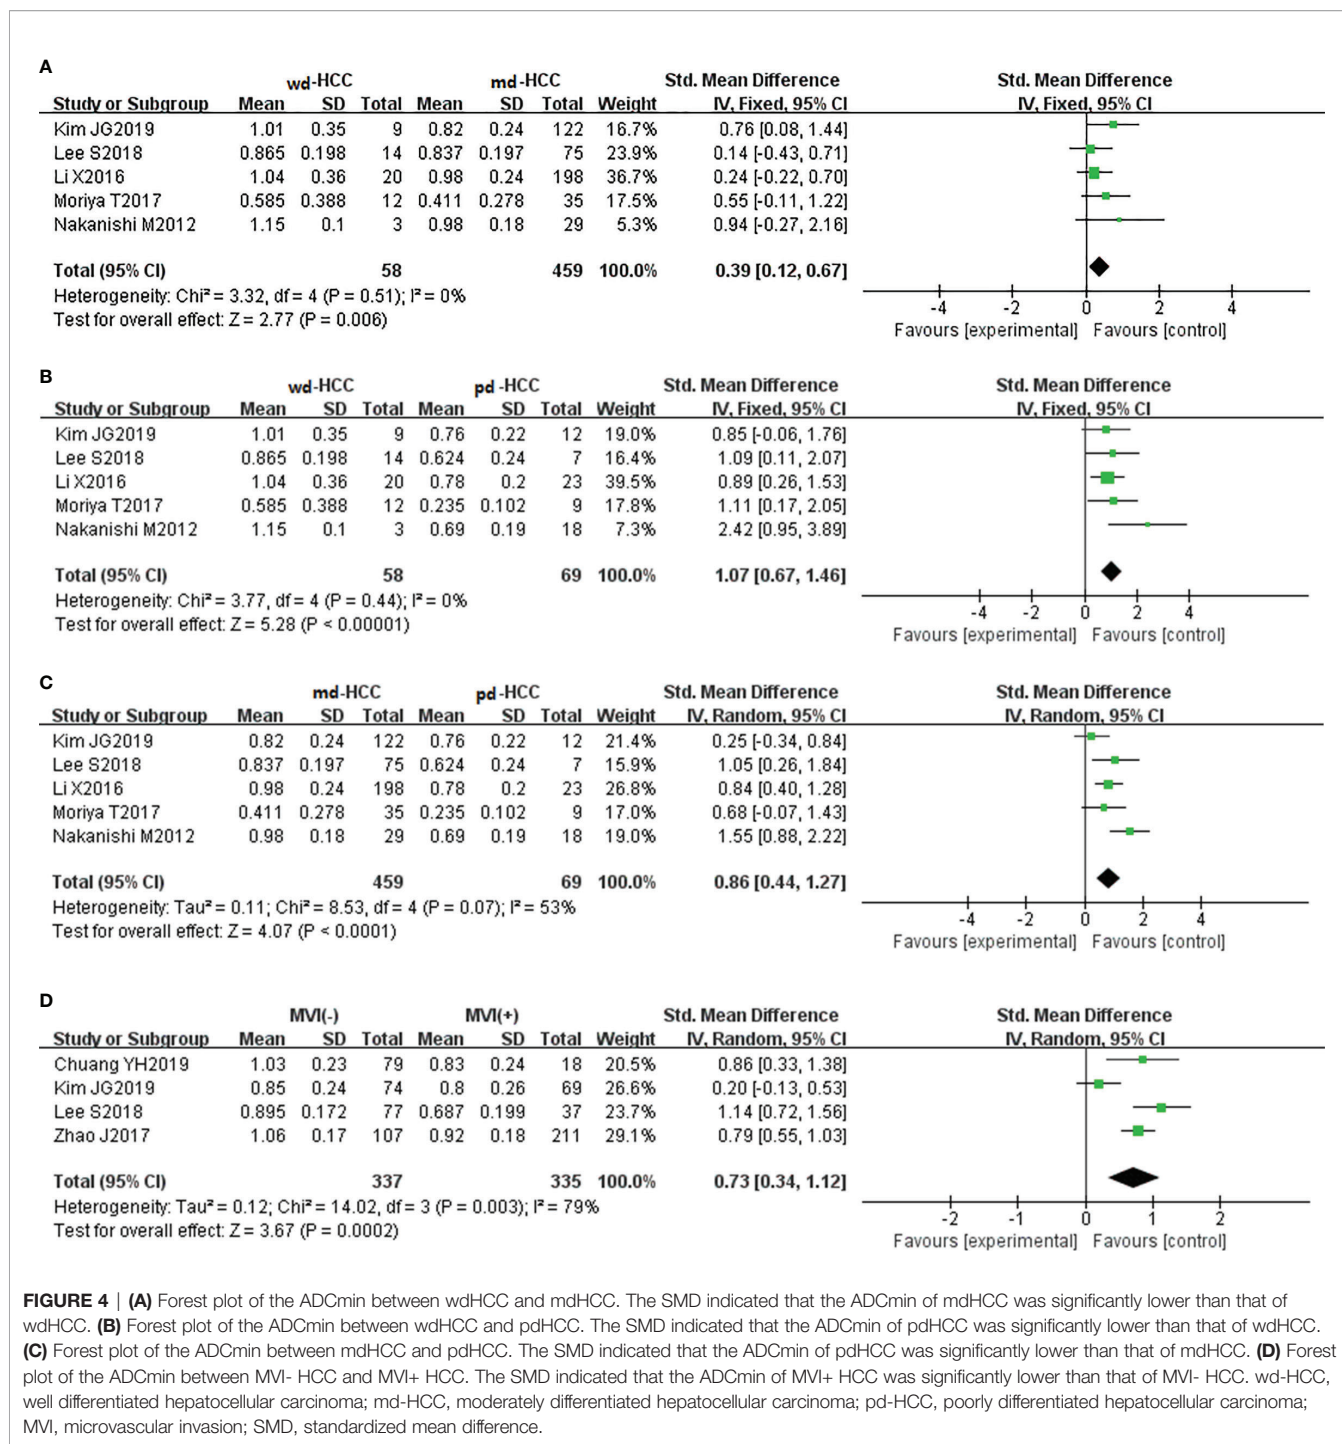 A
wd-HCC md-HCC Std. Mean Difference Std. Mean Difference
Study or Subgroup Mean SD Total Mean SD Total Weight IV, Fixed, 95% CI IV, Fixed, 95% CI
Kim JG2019 1.01 0.35 9 0.82 0.24 122 16.7% 0.76 [0.08, 1.44]
Lee S2018 0.865 0.198 14 0.837 0.197 75 23.9% 0.14 [-0.43, 0.71]
Li X2016 1.04 0.36 20 0.98 0.24 198 36.7% 0.24 [-0.22, 0.70]
Moriya T2017 0.585 0.388 12 0.411 0.278 35 17.5% 0.55 [-0.11, 1.22]
Nakanishi M2012 1.15 0.1 3 0.98 0.18 29 5.3% 0.94 [-0.27, 2.16]
Total (95% CI) 58 459 100.0% 0.39 [0.12, 0.67]
Heterogeneity: Chi² = 3.32, df = 4 (P = 0.51); I² = 0%
Test for overall effect: Z = 2.77 (P = 0.006)
-4 -2 0 2 4
Favours [experimental] Favours [control]
B
wd-HCC pd-HCC Std. Mean Difference Std. Mean Difference
Study or Subgroup Mean SD Total Mean SD Total Weight IV, Fixed, 95% CI IV, Fixed, 95% CI
Kim JG2019 1.01 0.35 9 0.76 0.22 12 19.0% 0.85 [-0.06, 1.76]
Lee S2018 0.865 0.198 14 0.624 0.24 7 16.4% 1.09 [0.11, 2.07]
Li X2016 1.04 0.36 20 0.78 0.2 23 39.5% 0.89 [0.26, 1.53]
Moriya T2017 0.585 0.388 12 0.235 0.102 9 17.8% 1.11 [0.17, 2.05]
Nakanishi M2012 1.15 0.1 3 0.69 0.19 18 7.3% 2.42 [0.95, 3.89]
Total (95% CI) 58 69 100.0% 1.07 [0.67, 1.46]
Heterogeneity: Chi² = 3.77, df = 4 (P = 0.44); I² = 0%
Test for overall effect: Z = 5.28 (P < 0.00001)
-4 -2 0 2 4
Favours [experimental] Favours [control]
C
md-HCC pd-HCC Std. Mean Difference Std. Mean Difference
Study or Subgroup Mean SD Total Mean SD Total Weight IV, Random, 95% CI IV, Random, 95% CI
Kim JG2019 0.82 0.24 122 0.76 0.22 12 21.4% 0.25 [-0.34, 0.84]
Lee S2018 0.837 0.197 75 0.624 0.24 7 15.9% 1.05 [0.26, 1.84]
Li X2016 0.98 0.24 198 0.78 0.2 23 26.8% 0.84 [0.40, 1.28]
Moriya T2017 0.411 0.278 35 0.235 0.102 9 17.0% 0.68 [-0.07, 1.43]
Nakanishi M2012 0.98 0.18 29 0.69 0.19 18 19.0% 1.55 [0.88, 2.22]
Total (95% CI) 459 69 100.0% 0.86 [0.44, 1.27]
Heterogeneity: Tau² = 0.11; Chi² = 8.53, df = 4 (P = 0.07); I² = 53%
Test for overall effect: Z = 4.07 (P < 0.0001)
-4 -2 0 2 4
Favours [experimental] Favours [control]
D
MVI(-) MVI(+) Std. Mean Difference Std. Mean Difference
Study or Subgroup Mean SD Total Mean SD Total Weight IV, Random, 95% CI IV, Random, 95% CI
Chuang YH2019 1.03 0.23 79 0.83 0.24 18 20.5% 0.86 [0.33, 1.38]
Kim JG2019 0.85 0.24 74 0.8 0.26 69 26.6% 0.20 [-0.13, 0.53]
Lee S2018 0.895 0.172 77 0.687 0.199 37 23.7% 1.14 [0.72, 1.56]
Zhao J2017 1.06 0.17 107 0.92 0.18 211 29.1% 0.79 [0.55, 1.03]
Total (95% CI) 337 335 100.0% 0.73 [0.34, 1.12]
Heterogeneity: Tau² = 0.12; Chi² = 14.02, df = 3 (P = 0.003); I² = 79%
Test for overall effect: Z = 3.67 (P = 0.0002)
-2 -1 0 1 2
Favours [experimental] Favours [control]
FIGURE 4 | (A) Forest plot of the ADCmin between wdHCC and mdHCC. The SMD indicated that the ADCmin of mdHCC was significantly lower than that of
wdHCC. (B) Forest plot of the ADCmin between wdHCC and pdHCC. The SMD indicated that the ADCmin of pdHCC was significantly lower than that of wdHCC.
(C) Forest plot of the ADCmin between mdHCC and pdHCC. The SMD indicated that the ADCmin of pdHCC was significantly lower than that of mdHCC. (D) Forest
plot of the ADCmin between MVI- HCC and MVI+ HCC. The SMD indicated that the ADCmin of MVI+ HCC was significantly lower than that of MVI- HCC. wd-HCC,
well differentiated hepatocellular carcinoma; md-HCC, moderately differentiated hepatocellular carcinoma; pd-HCC, poorly differentiated hepatocellular carcinoma;
MVI, microvascular invasion; SMD, standardized mean difference.